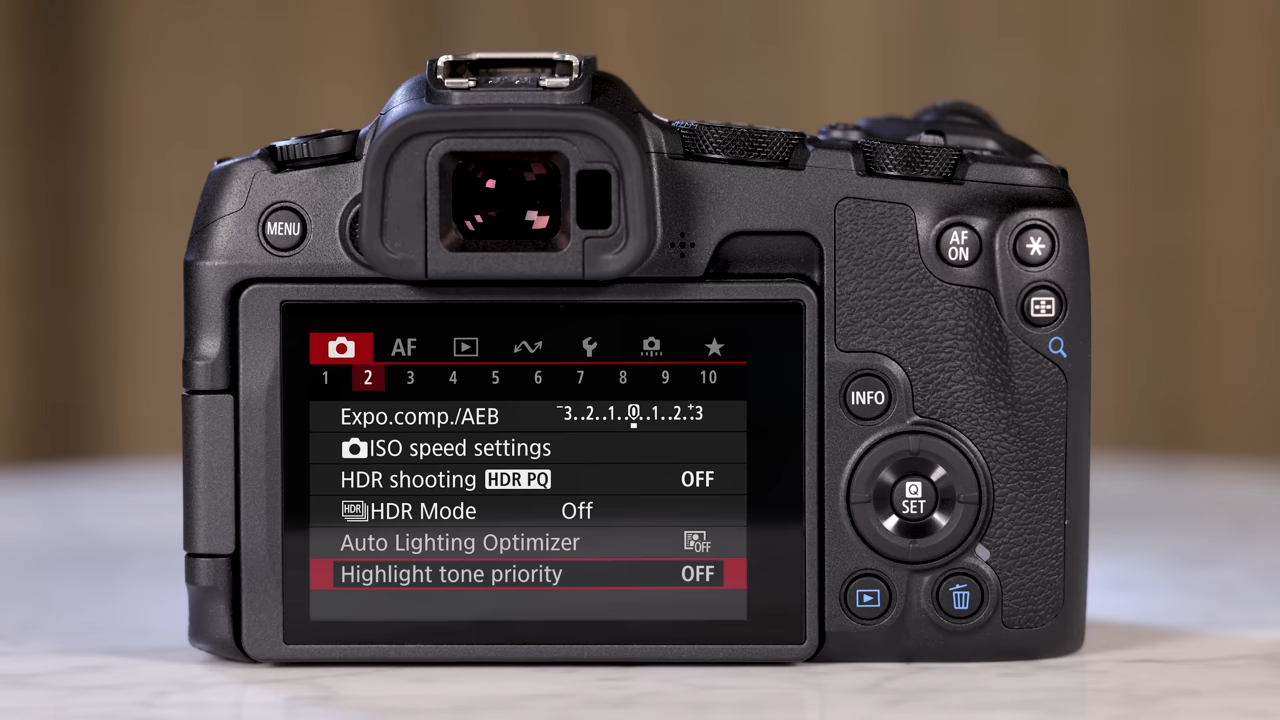 MENU
AF
ON
AF
1 2 3 4 5 6 7 8 9 10
Expo.comp./AEB -3..2..1..0..1..2..+3
ISO speed settings
HDR shooting HDR PQ OFF
HDR HDR Mode Off
Auto Lighting Optimizer OFF
Highlight tone priority OFF
INFO
Q
SET